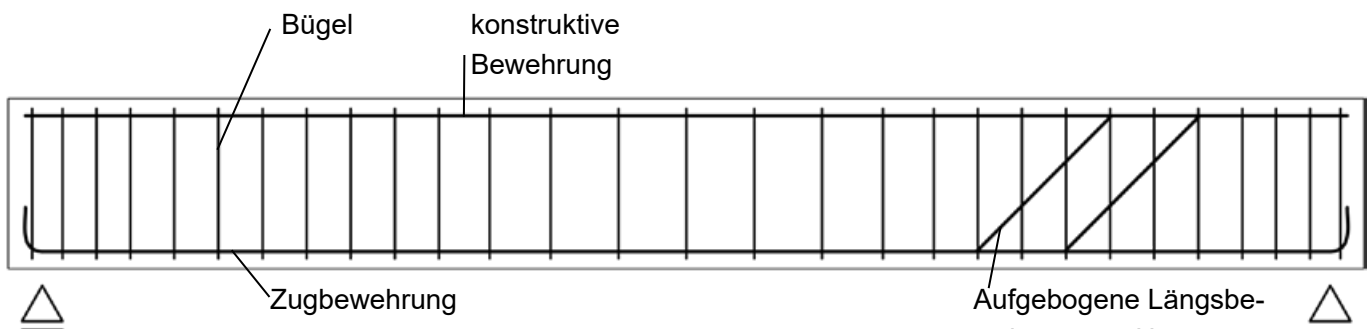 Bügel
konstruktive
Bewehrung
Zugbewehrung
Aufgebogene Längsbe-